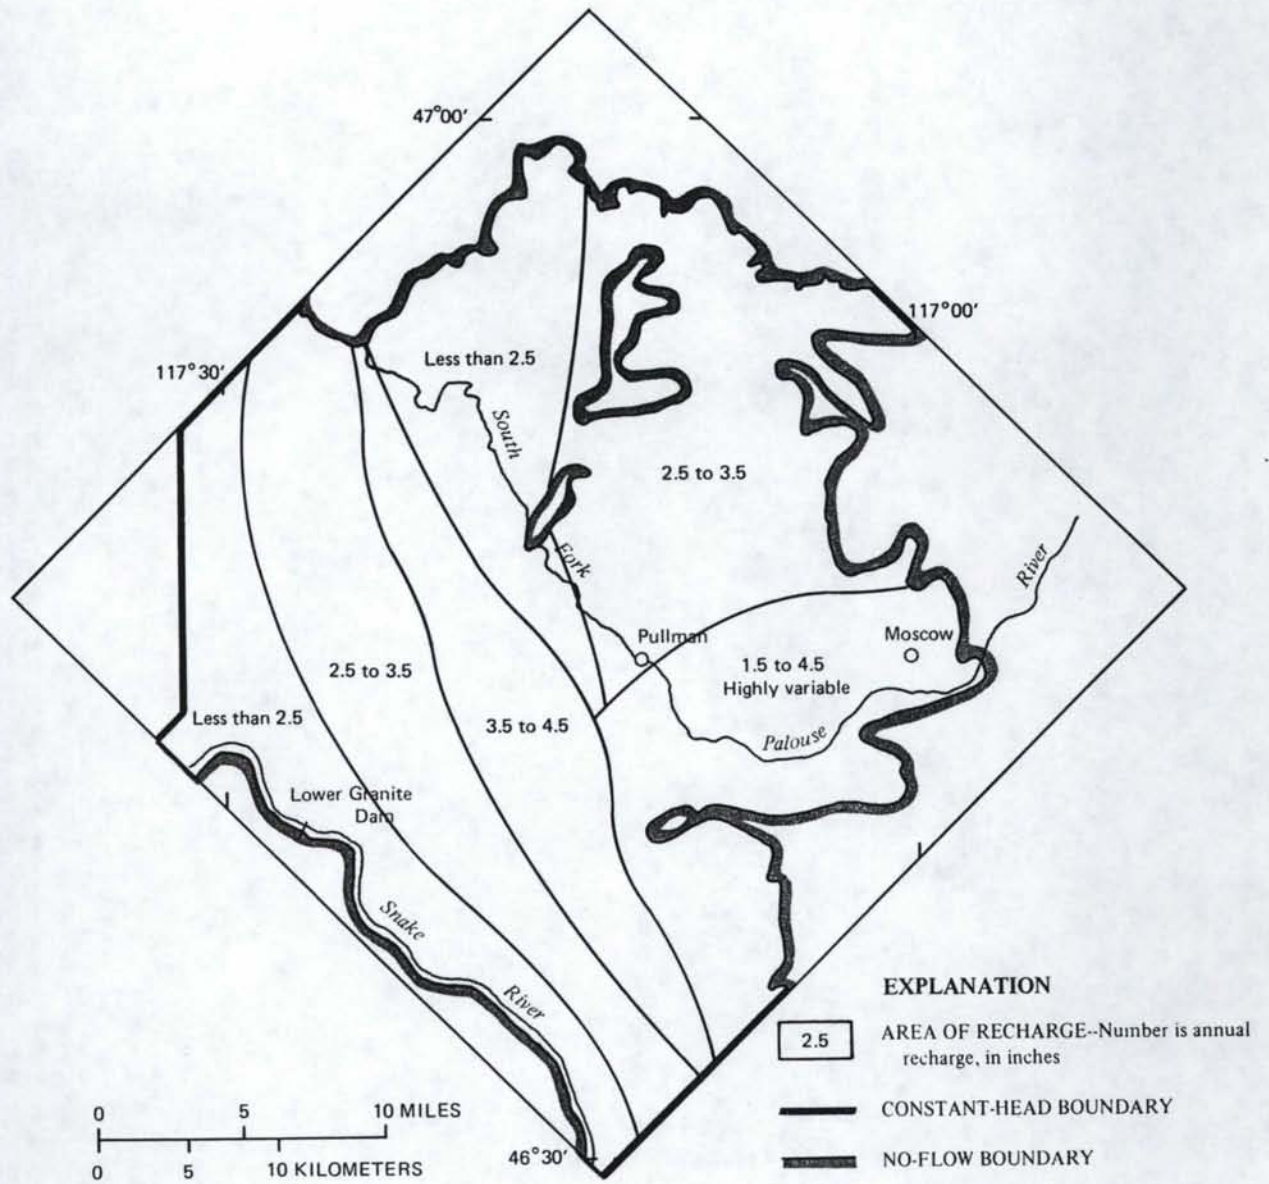 47°00'
117°00'
117°30'
Less than 2.5
South
2.5 to 3.5
Fork
River
Pullman
Moscow
1.5 to 4.5
Highly variable
2.5 to 3.5
Less than 2.5
3.5 to 4.5
Palouse
Lower Granite
Dam
Snake
River
EXPLANATION
2.5
AREA OF RECHARGE--Number is annual
recharge, in inches
CONSTANT-HEAD BOUNDARY
NO-FLOW BOUNDARY
0 5 10 MILES
0 5 10 KILOMETERS
46°30'